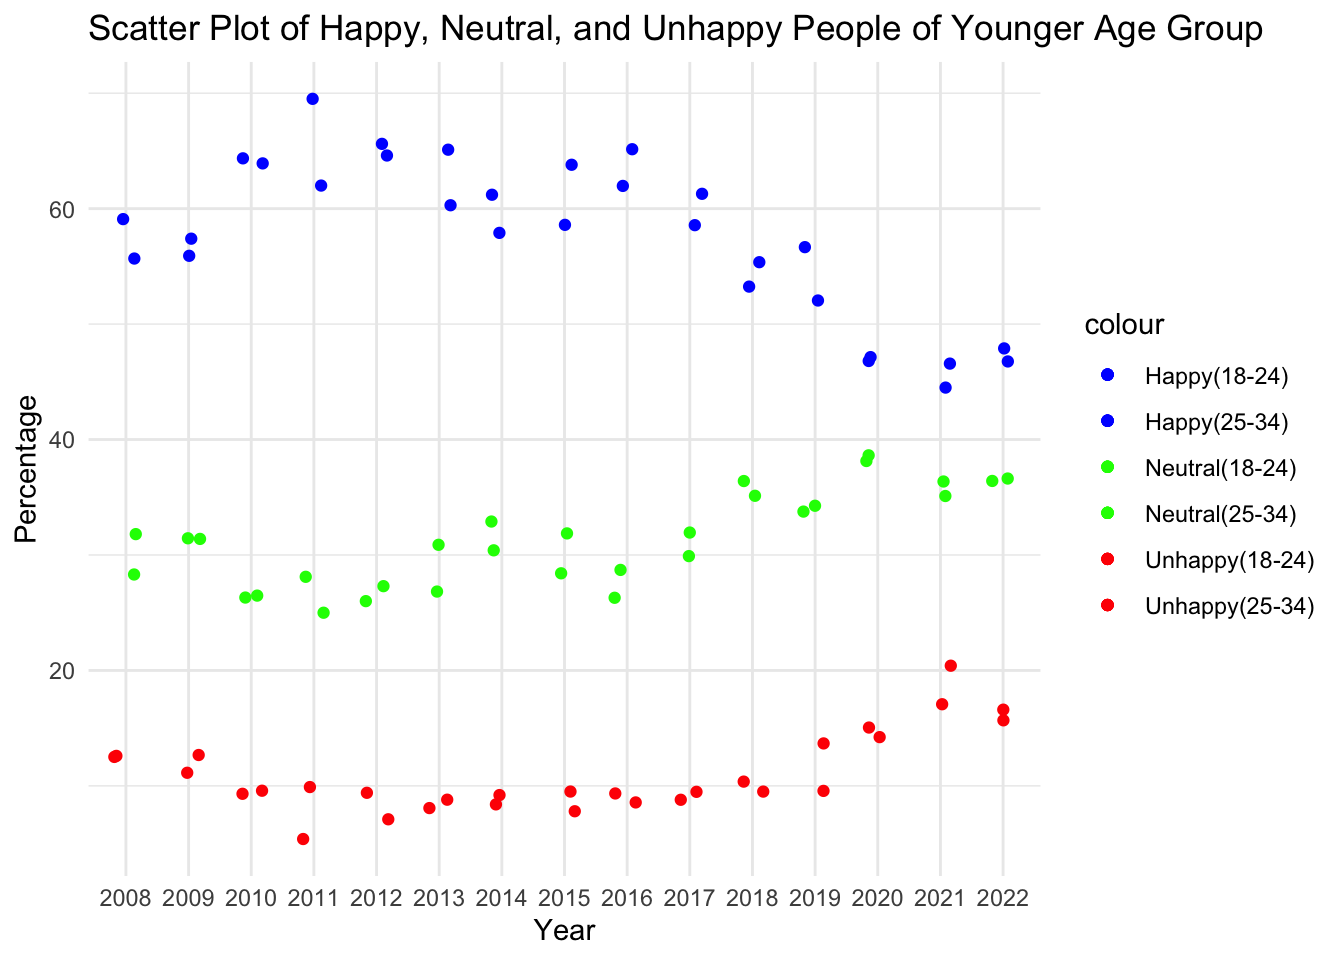 Scatter Plot of Happy, Neutral, and Unhappy People of Younger Age Group
Percentage
60
40
20
2008 2009 2010 2011 2012 2013 2014 2015 2016 2017 2018 2019 2020 2021 2022
Year
colour
Happy(18-24)
Happy(25-34)
Neutral(18-24)
Neutral(25-34)
Unhappy(18-24)
Unhappy(25-34)